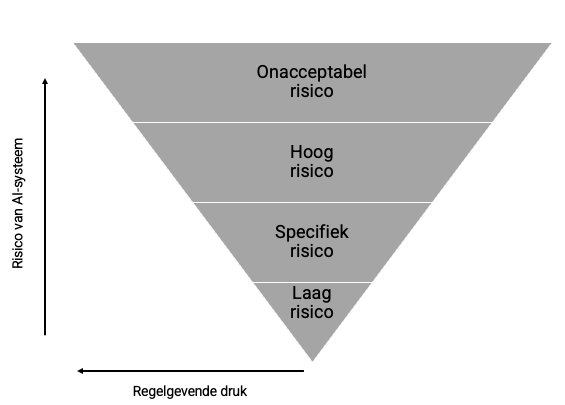 Onacceptabel
risico
Hoog
risico
Specifiek
risico
Laag
risico
Risico van AI-systeem
Regelgevende druk